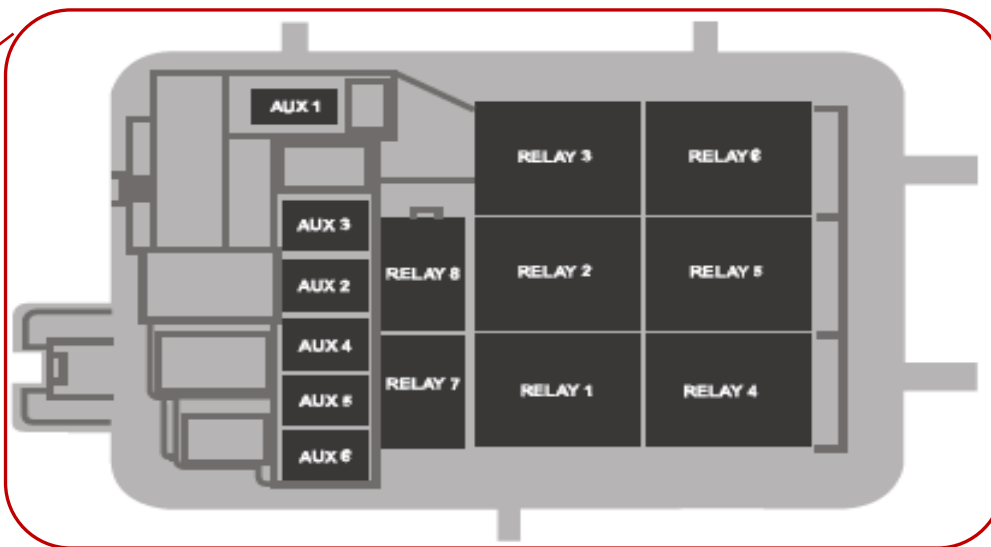 AUX 1
RELAY 3
RELAY 6
AUX 3
RELAY 8
RELAY 2
RELAY 5
AUX 2
AUX 4
RELAY 7
RELAY 1
RELAY 4
AUX 5
AUX 6